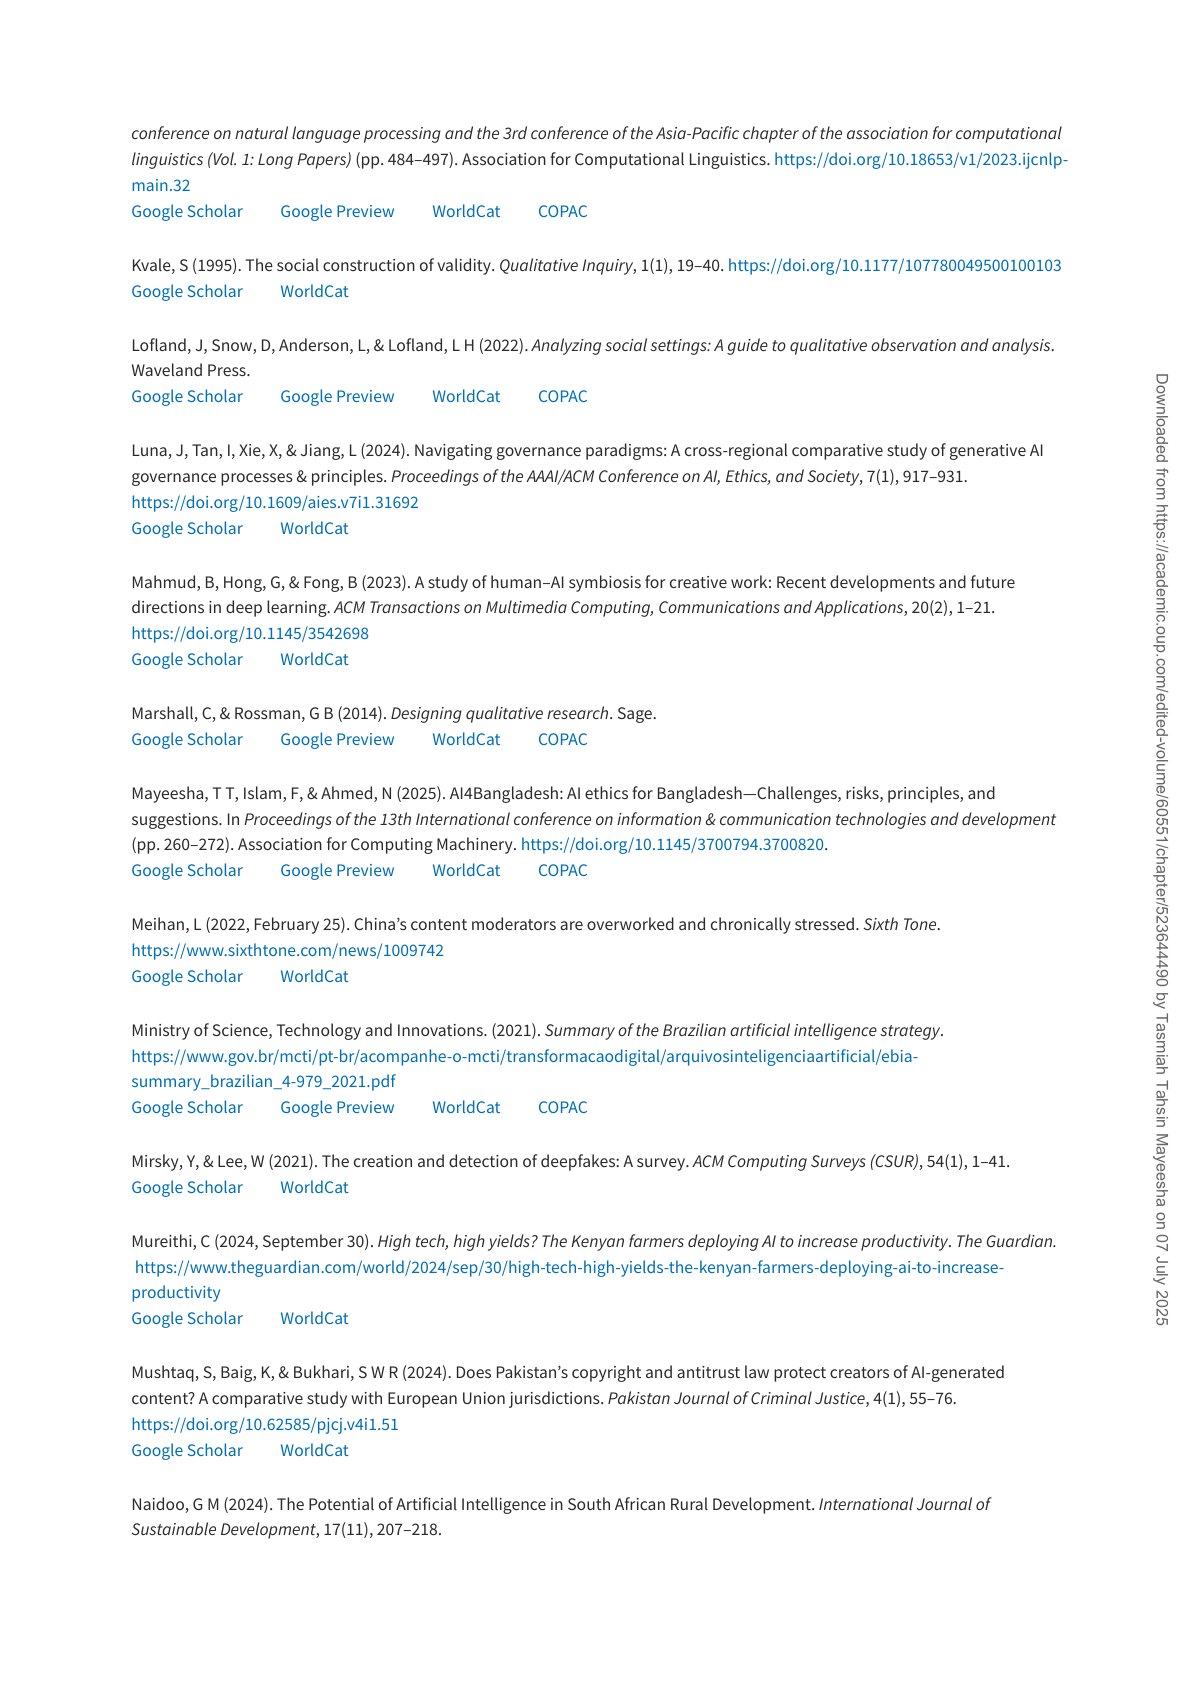 conference on natural language processing and the 3rd conference of the Asia-Pacific chapter of the association for computational
linguistics (Vol. 1: Long Papers) (pp. 484–497). Association for Computational Linguistics. https://doi.org/10.18653/v1/2023.ijcnlp-
main.32
Google Scholar Google Preview WorldCat COPAC
Kvale, S (1995). The social construction of validity. Qualitative Inquiry, 1(1), 19–40. https://doi.org/10.1177/107780049500100103
Google Scholar WorldCat
Lofland, J, Snow, D, Anderson, L, & Lofland, L H (2022). Analyzing social settings: A guide to qualitative observation and analysis.
Waveland Press.
Google Scholar Google Preview WorldCat COPAC
Luna, J, Tan, I, Xie, X, & Jiang, L (2024). Navigating governance paradigms: A cross-regional comparative study of generative AI
governance processes & principles. Proceedings of the AAAI/ACM Conference on AI, Ethics, and Society, 7(1), 917–931.
https://doi.org/10.1609/aies.v7i1.31692
Google Scholar WorldCat
Mahmud, B, Hong, G, & Fong, B (2023). A study of human–AI symbiosis for creative work: Recent developments and future
directions in deep learning. ACM Transactions on Multimedia Computing, Communications and Applications, 20(2), 1–21.
https://doi.org/10.1145/3542698
Google Scholar WorldCat
Marshall, C, & Rossman, G B (2014). Designing qualitative research. Sage.
Google Scholar Google Preview WorldCat COPAC
Mayeesha, T T, Islam, F, & Ahmed, N (2025). AI4Bangladesh: AI ethics for Bangladesh—Challenges, risks, principles, and
suggestions. In Proceedings of the 13th International conference on information & communication technologies and development
(pp. 260–272). Association for Computing Machinery. https://doi.org/10.1145/3700794.3700820.
Google Scholar Google Preview WorldCat COPAC
Meihan, L (2022, February 25). China’s content moderators are overworked and chronically stressed. Sixth Tone.
https://www.sixthtone.com/news/1009742
Google Scholar WorldCat
Ministry of Science, Technology and Innovations. (2021). Summary of the Brazilian artificial intelligence strategy.
https://www.gov.br/mcti/pt-br/acompanhe-o-mcti/transformacaodigital/arquivosinteligenciaartificial/ebia-
summary_brazilian_4-979_2021.pdf
Google Scholar Google Preview WorldCat COPAC
Mirsky, Y, & Lee, W (2021). The creation and detection of deepfakes: A survey. ACM Computing Surveys (CSUR), 54(1), 1–41.
Google Scholar WorldCat
Mureithi, C (2024, September 30). High tech, high yields? The Kenyan farmers deploying AI to increase productivity. The Guardian.
https://www.theguardian.com/world/2024/sep/30/high-tech-high-yields-the-kenyan-farmers-deploying-ai-to-increase-
productivity
Google Scholar WorldCat
Mushtaq, S, Baig, K, & Bukhari, S W R (2024). Does Pakistan’s copyright and antitrust law protect creators of AI-generated
content? A comparative study with European Union jurisdictions. Pakistan Journal of Criminal Justice, 4(1), 55–76.
https://doi.org/10.62585/pjcj.v4i1.51
Google Scholar WorldCat
Naidoo, G M (2024). The Potential of Artificial Intelligence in South African Rural Development. International Journal of
Sustainable Development, 17(11), 207–218.
Downloaded from https://academic.oup.com/edited-volume/60551/chapter/523644490 by Tasmiah Tahsin Mayeesha on 07 July 2025